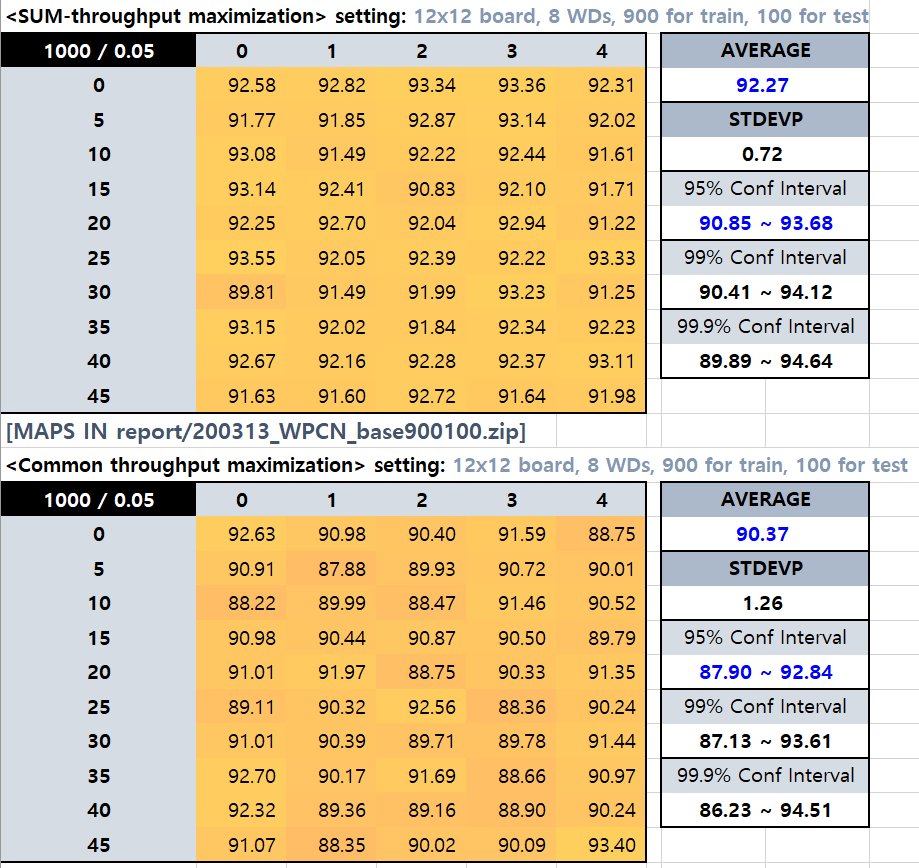 <SUM-throughput maximization> setting: 12x12 board, 8 WDs, 900 for train, 100 for test
1000 / 0.05 0 1 2 3 4 AVERAGE
0 92.58 92.82 93.34 93.36 92.31 92.27
5 91.77 91.85 92.87 93.14 92.02 STDEVP
10 93.08 91.49 92.22 92.44 91.61 0.72
15 93.14 92.41 90.83 92.10 91.71 95% Conf Interval
20 92.25 92.70 92.04 92.94 91.22 90.85 ~ 93.68
25 93.55 92.05 92.39 92.22 93.33 99% Conf Interval
30 89.81 91.49 91.99 93.23 91.25 90.41 ~ 94.12
35 93.15 92.02 91.84 92.34 92.23 99.9% Conf Interval
40 92.67 92.16 92.28 92.37 93.11 89.89 ~ 94.64
45 91.63 91.60 92.72 91.64 91.98
[MAPS IN report/200313_WPCN_base900100.zip]
<Common throughput maximization> setting: 12x12 board, 8 WDs, 900 for train, 100 for test
1000 / 0.05 0 1 2 3 4 AVERAGE
0 92.63 90.98 90.40 91.59 88.75 90.37
5 90.91 87.88 89.93 90.72 90.01 STDEVP
10 88.22 89.99 88.47 91.46 90.52 1.26
15 90.98 90.44 90.87 90.50 89.79 95% Conf Interval
20 91.01 91.97 88.75 90.33 91.35 87.90 ~ 92.84
25 89.11 90.32 92.56 88.36 90.24 99% Conf Interval
30 91.01 90.39 89.71 89.78 91.44 87.13 ~ 93.61
35 92.70 90.17 91.69 88.66 90.97 99.9% Conf Interval
40 92.32 89.36 89.16 88.90 90.24 86.23 ~ 94.51
45 91.07 88.35 90.02 90.09 93.40